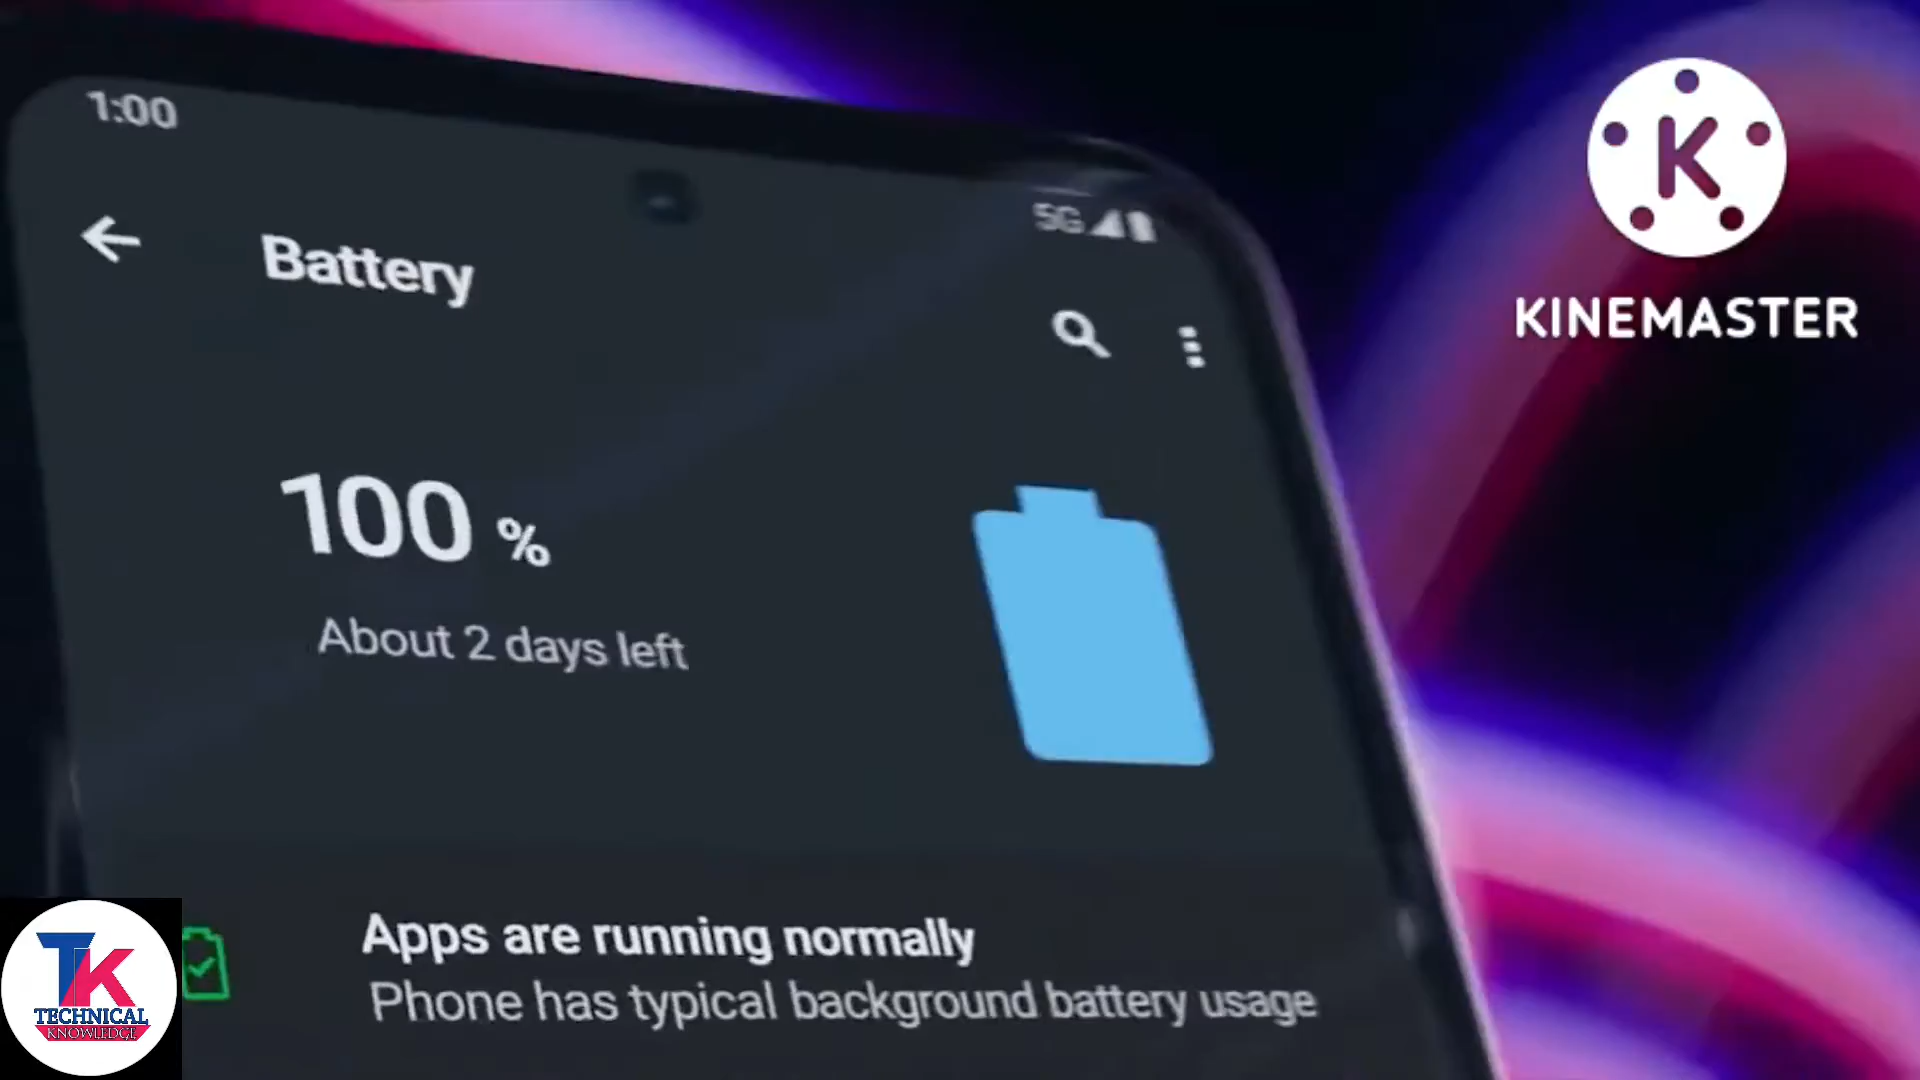 1:00
5G
Battery
100 %
About 2 days left
Apps are running normally
Phone has typical background battery usage
K
KINEMASTER
TK
TECHNICAL
KNOWLEDGE